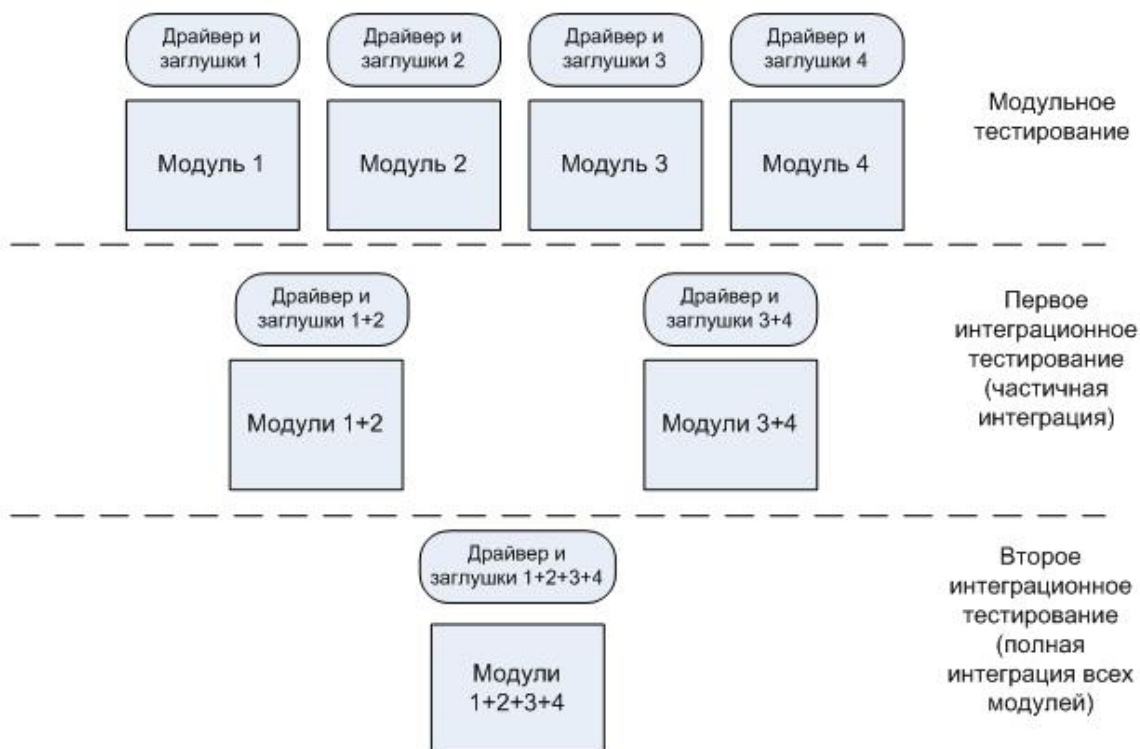 Драйвер и
заглушки 1
Драйвер и
заглушки 2
Драйвер и
заглушки 3
Драйвер и
заглушки 4
Модуль 1
Модуль 2
Модуль 3
Модуль 4
Модульное
тестирование
Драйвер и
заглушки 1+2
Драйвер и
заглушки 3+4
Модули 1+2
Модули 3+4
Первое
интеграционное
тестирование
(частичная
интеграция)
Драйвер и
заглушки 1+2+3+4
Модули
1+2+3+4
Второе
интеграционное
тестирование
(полная
интеграция всех
модулей)